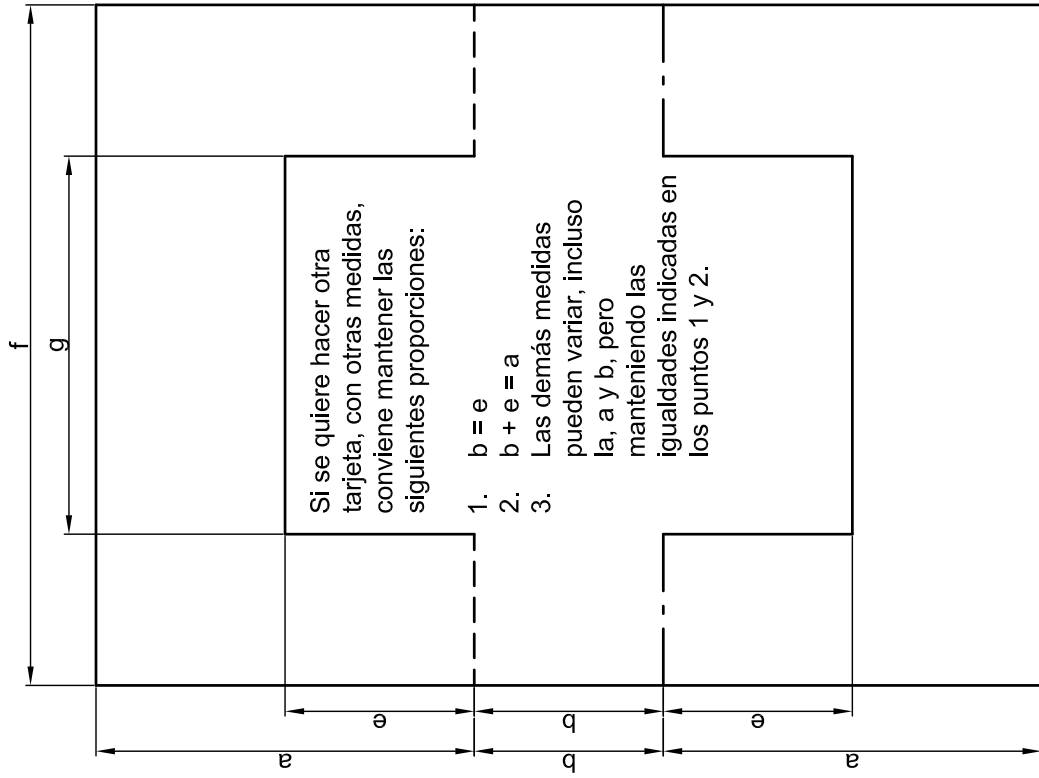 f
g
Si se quiere hacer otra
tarjeta, con otras medidas,
conviene mantener las
siguientes proporciones:
1. b = e
2. b + e = a
3. Las demás medidas
pueden variar, incluso
la, a y b, pero
manteniendo las
igualdades indicadas en
los puntos 1 y 2.
e
b
e
a
b
a